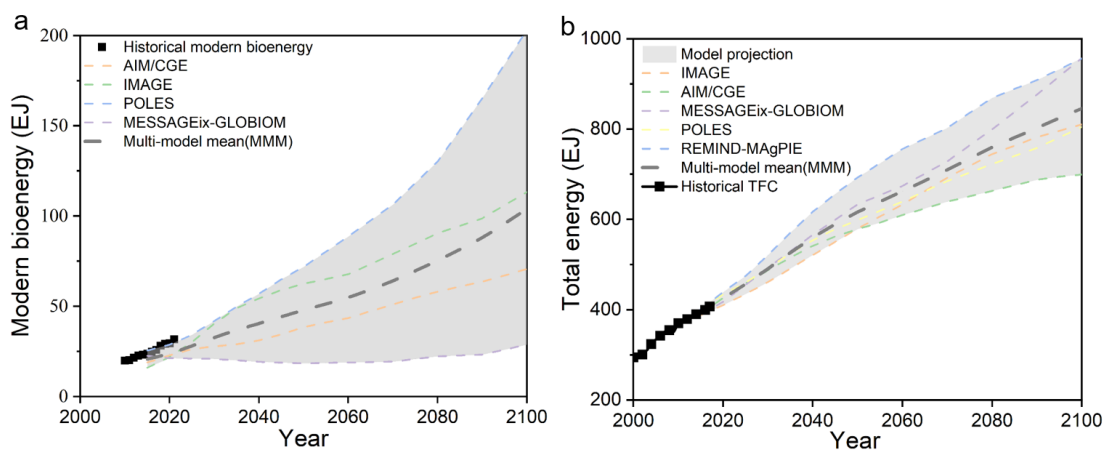 a
200
150
100
50
0
Modern bioenergy (EJ)
Historical modern bioenergy
AIM/CGE
IMAGE
POLES
MESSAGEix-GLOBIOM
Multi-model mean(MMM)
2000 2020 2040 2060 2080 2100
Year
b
1000
800
600
400
200
Total energy (EJ)
Model projection
IMAGE
AIM/CGE
MESSAGEix-GLOBIOM
POLES
REMIND-MAgPIE
Multi-model mean(MMM)
Historical TFC
2000 2020 2040 2060 2080 2100
Year